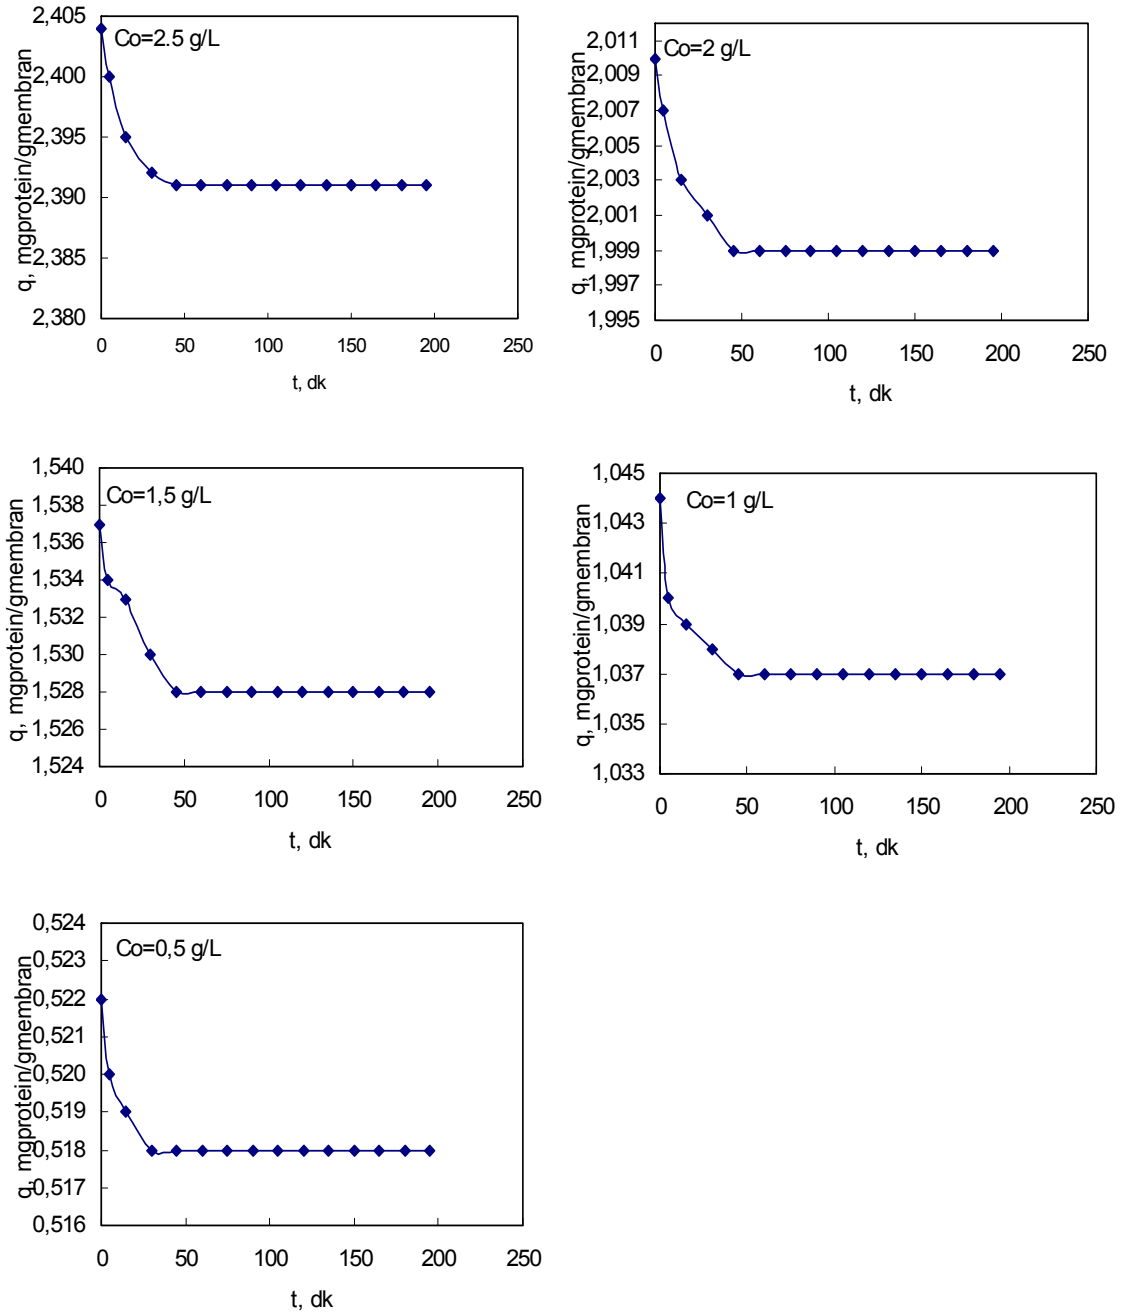 q, mgprotein/gmembran
2,405
2,400
2,395
2,390
2,385
2,380
Co=2.5 g/L
0 50 100 150 200 250
t, dk
q, mgprotein/gmembran
2,011
2,009
2,007
2,005
2,003
2,001
1,999
1,997
1,995
Co=2 g/L
0 50 100 150 200 250
t, dk
q, mgprotein/gmembran
1,540
1,538
1,536
1,534
1,532
1,530
1,528
1,526
1,524
Co=1,5 g/L
0 50 100 150 200 250
t, dk
q, mgprotein/gmembran
1,045
1,043
1,041
1,039
1,037
1,035
1,033
Co=1 g/L
0 50 100 150 200 250
t, dk
q, mgprotein/gmembran
0,524
0,523
0,522
0,521
0,520
0,519
0,518
0,517
0,516
Co=0,5 g/L
0 50 100 150 200 250
t, dk